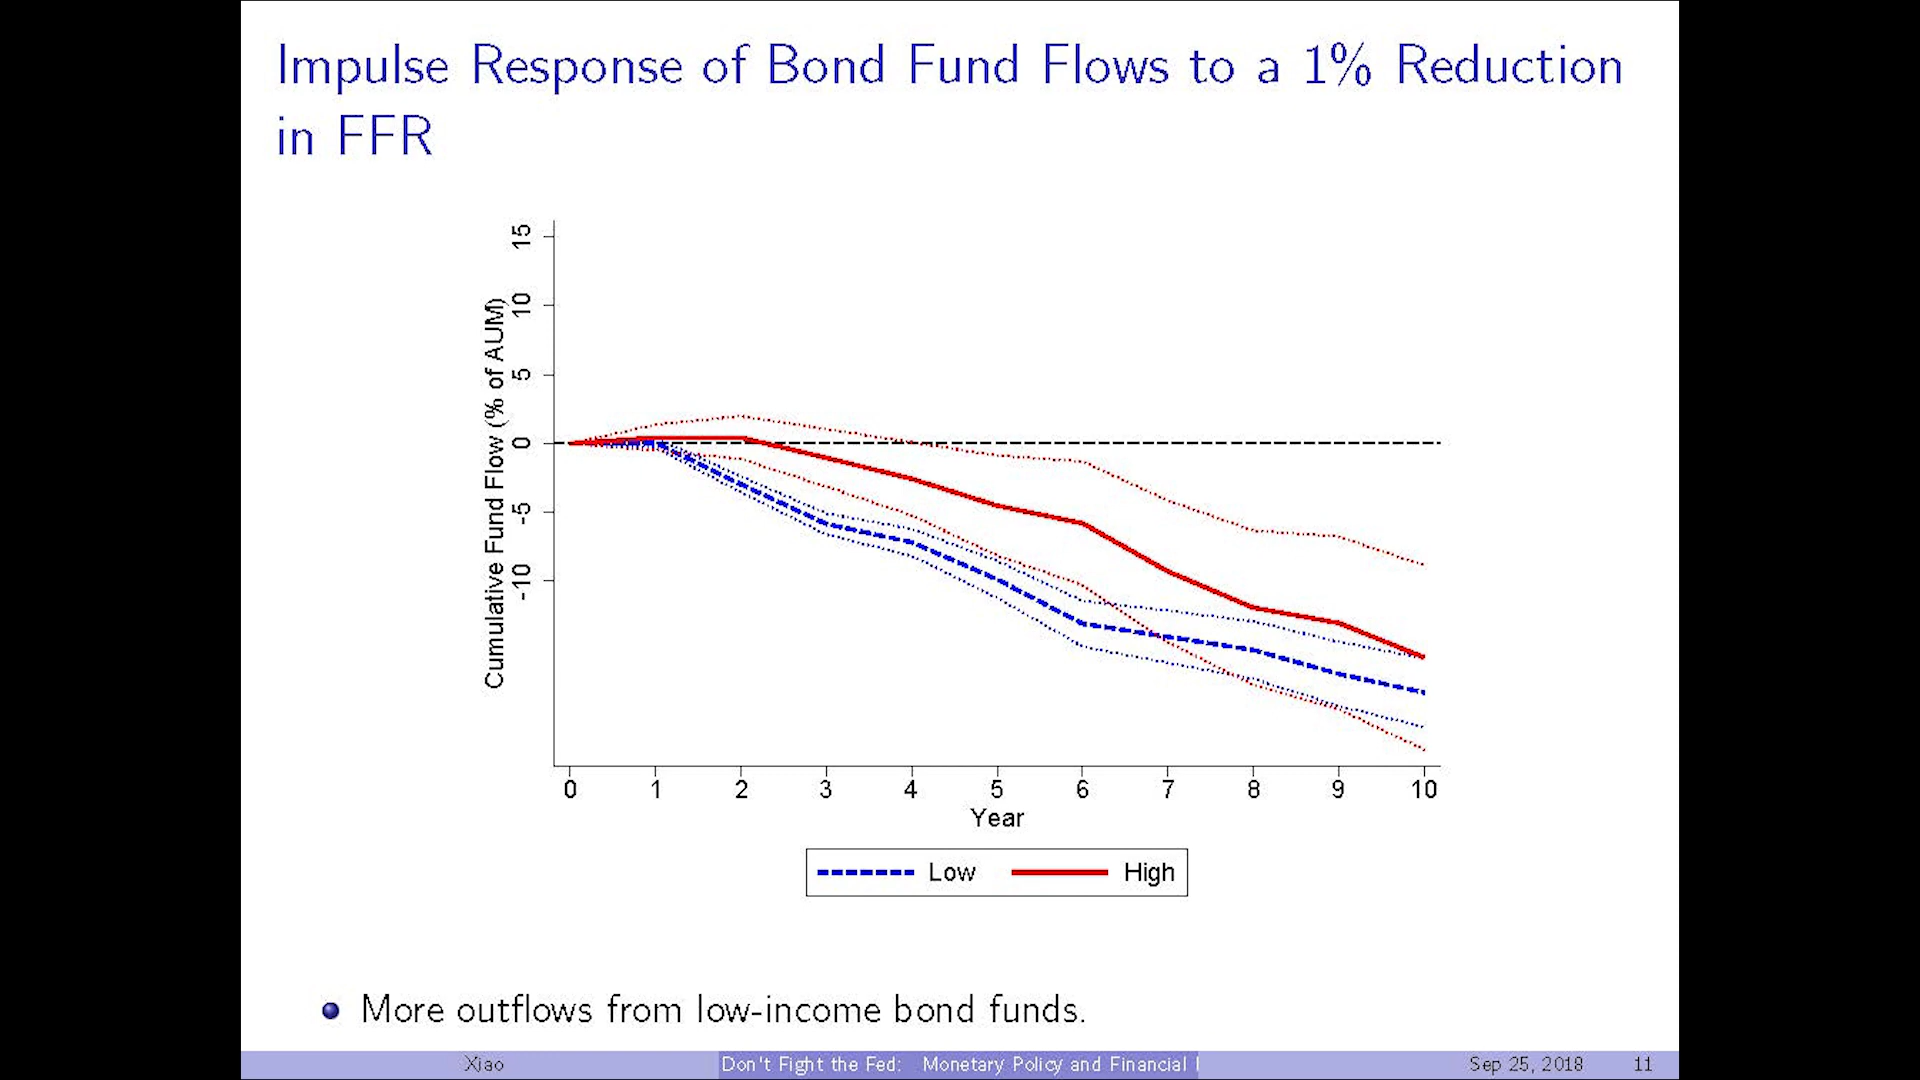 Impulse Response of Bond Fund Flows to a 1% Reduction
in FFR
Cumulative Fund Flow (% of AUM)
15
10
5
0
-5
-10
0 1 2 3 4 5 6 7 8 9 10
Year
Low High
More outflows from low-income bond funds.
Xiao Don't Fight the Fed: Monetary Policy and Financial Sep 25, 2018 11